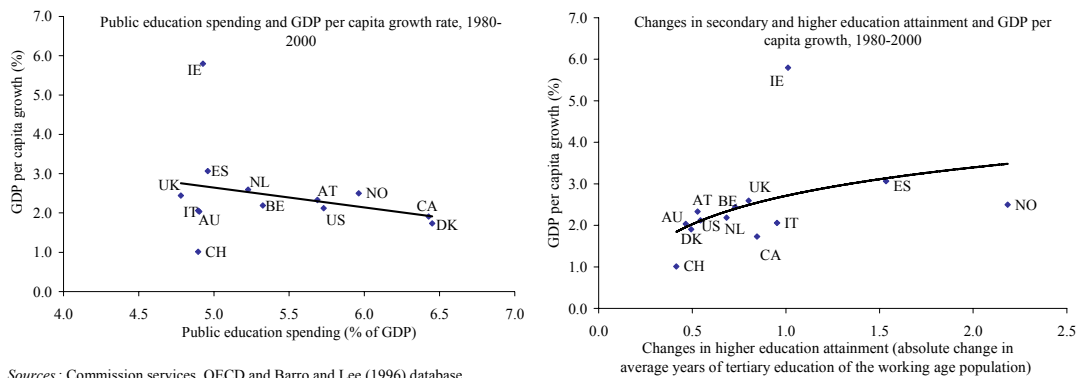 Public education spending and GDP per capita growth rate, 1980-
2000
GDP per capita growth (%)
7.0
6.0
5.0
4.0
3.0
2.0
1.0
0.0
IE
ES
UK
NL
AT
NO
IT
AU
BE
US
CA
DK
CH
4.0 5.0 5.5 6.0 6.5 7.0
Public education spending (% of GDP)
Changes in secondary and higher education attainment and GDP per
capita growth, 1980-2000
GDP per capita growth (%)
7.0
6.0
5.0
4.0
3.0
2.0
1.0
0.0
IE
UK
ES
AT
BE
NO
AU
US
NL
IT
DK
CA
CH
0.0 0.5 1.0 1.5 2.0 2.5
Changes in higher education attainment (absolute change in
average years of tertiary education of the working age population)
Sources : Commission services, OECD and Barro and Lee (1996) database